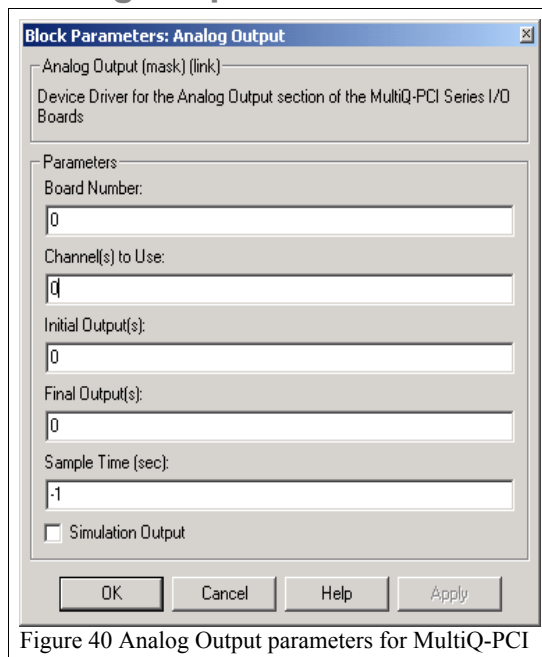 Block Parameters: Analog Output
Analog Output (mask) (link)
Device Driver for the Analog Output section of the MultiQ-PCI Series I/O
Boards
Parameters
Board Number:
0
Channel(s) to Use:
0
Initial Output(s):
0
Final Output(s):
0
Sample Time (sec):
-1
Simulation Output
OK Cancel Help Apply
Figure 40 Analog Output parameters for MultiQ-PCI